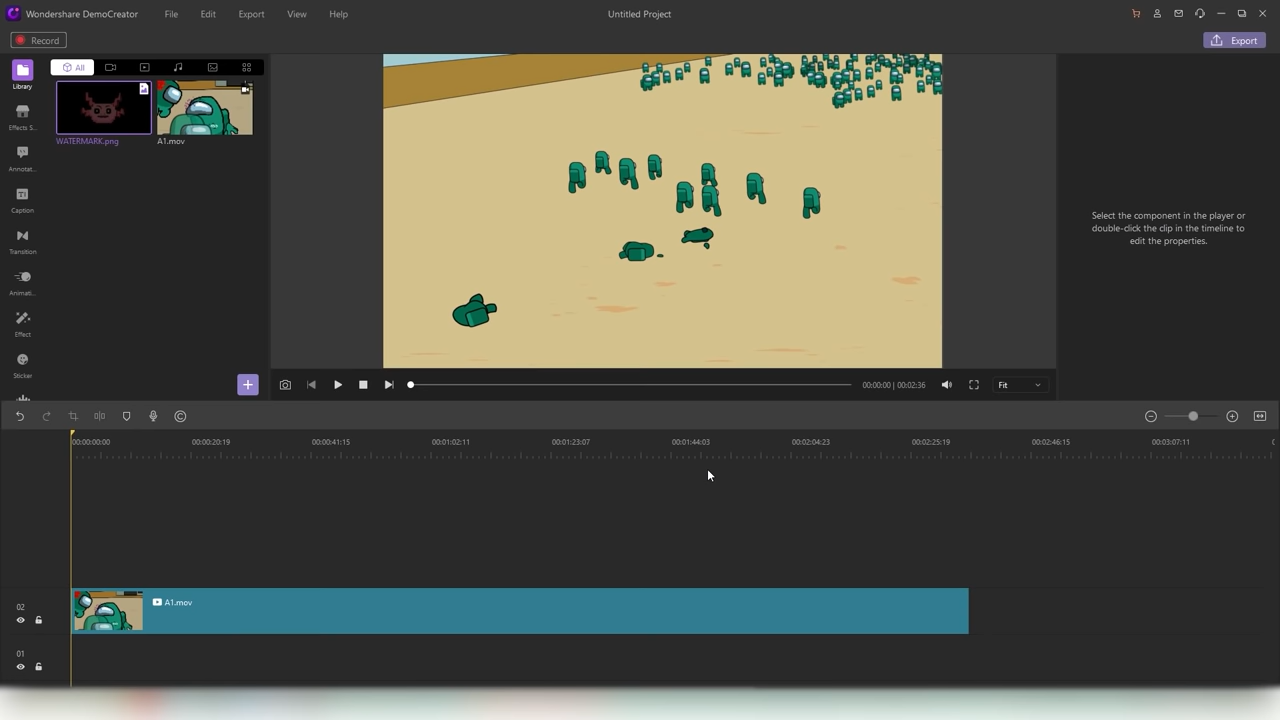 Wondershare DemoCreator File Edit Export View Help Untitled Project
Record Export
All
Library
WATERMARK.png A1.mov
Effects S...
Annotat...
Caption
Transition
Select the component in the player or
double-click the clip in the timeline to
edit the properties.
Animati...
Effect
Sticker
00:00:00 | 00:02:36 Fit
00:00:00:00 00:00:20:19 00:00:41:15 00:01:02:11 00:01:23:07 00:01:44:03 00:02:04:23 00:02:25:19 00:02:46:15 00:03:07:11
02 A1.mov
01